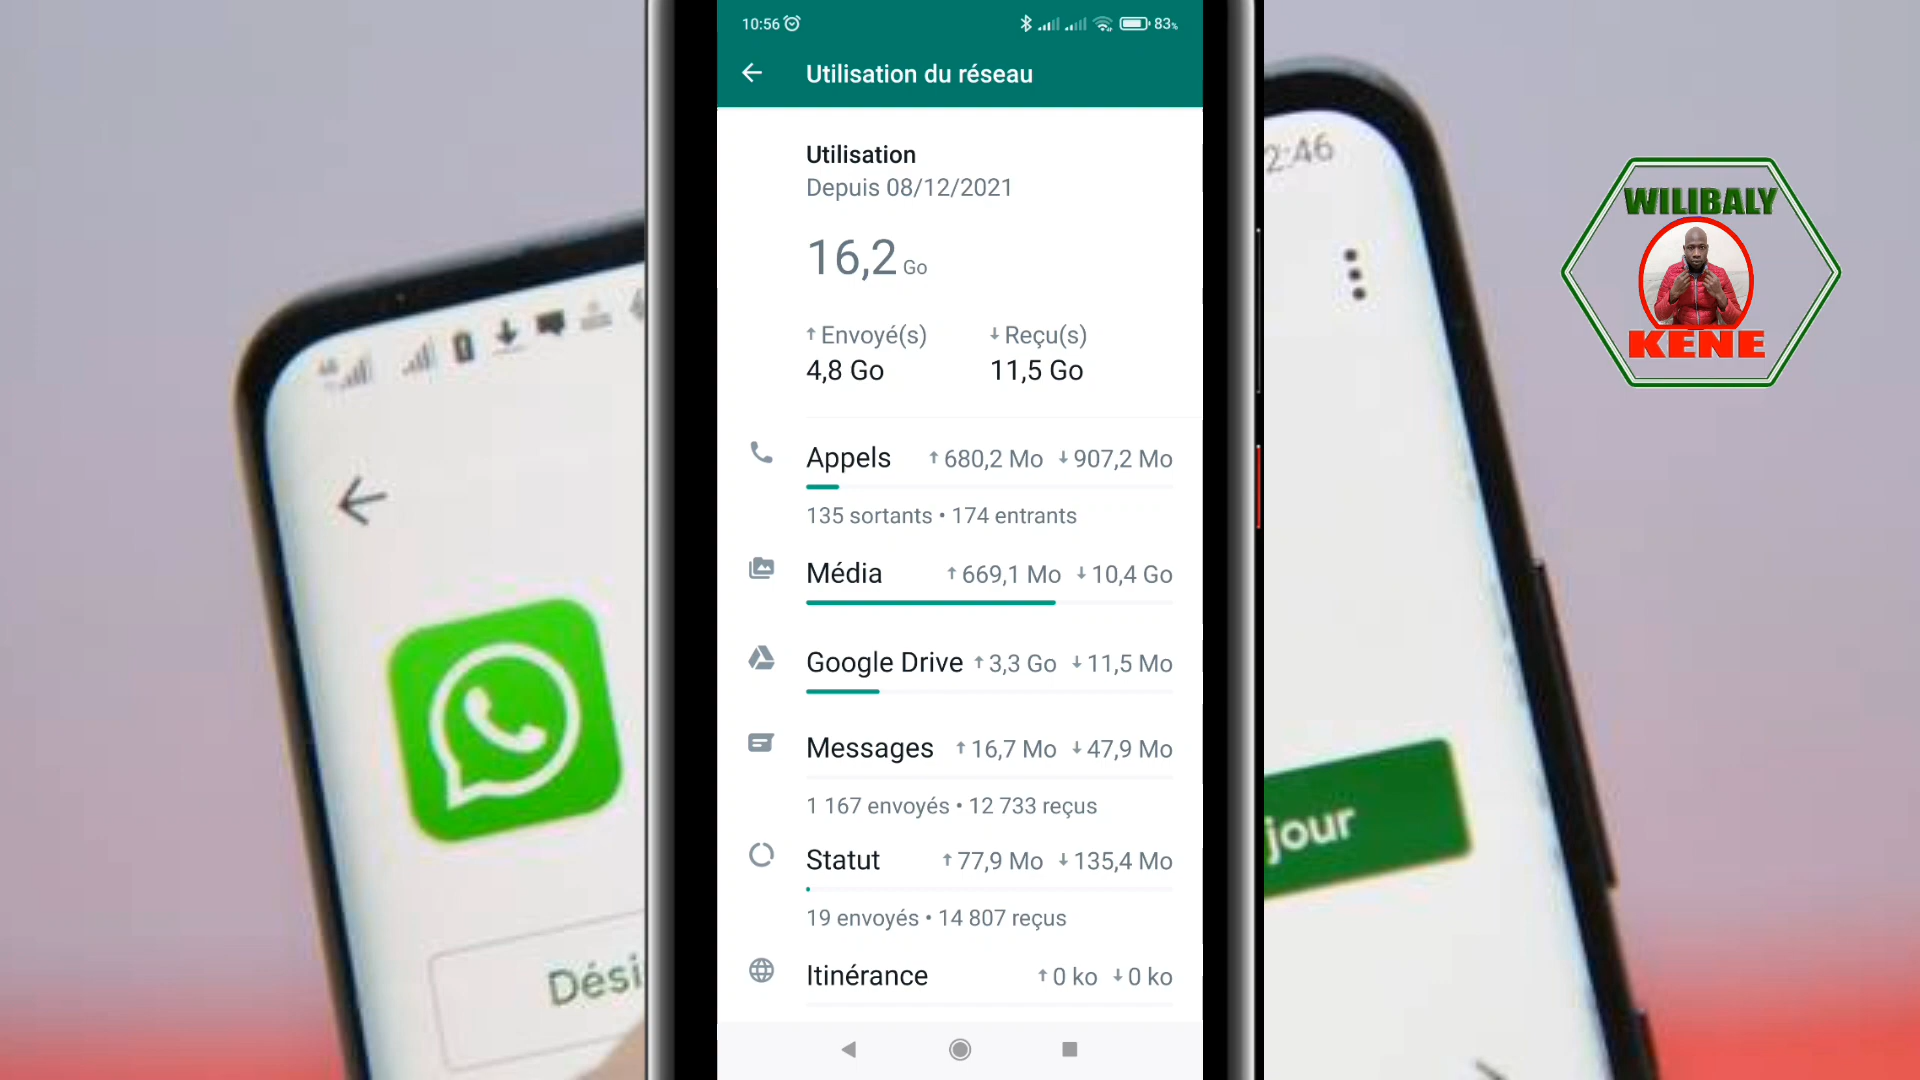 10:56 83%
Utilisation du réseau
Utilisation
Depuis 08/12/2021
16,2 Go
↑ Envoyé(s) ↓ Reçu(s)
4,8 Go 11,5 Go
Appels ↑ 680,2 Mo ↓ 907,2 Mo
135 sortants • 174 entrants
Média ↑ 669,1 Mo ↓ 10,4 Go
Google Drive ↑ 3,3 Go ↓ 11,5 Mo
Messages ↑ 16,7 Mo ↓ 47,9 Mo
1 167 envoyés • 12 733 reçus
Statut ↑ 77,9 Mo ↓ 135,4 Mo
19 envoyés • 14 807 reçus
Itinérance ↑ 0 ko ↓ 0 ko
2:46
jour
Dési
WILIBALY
KENE